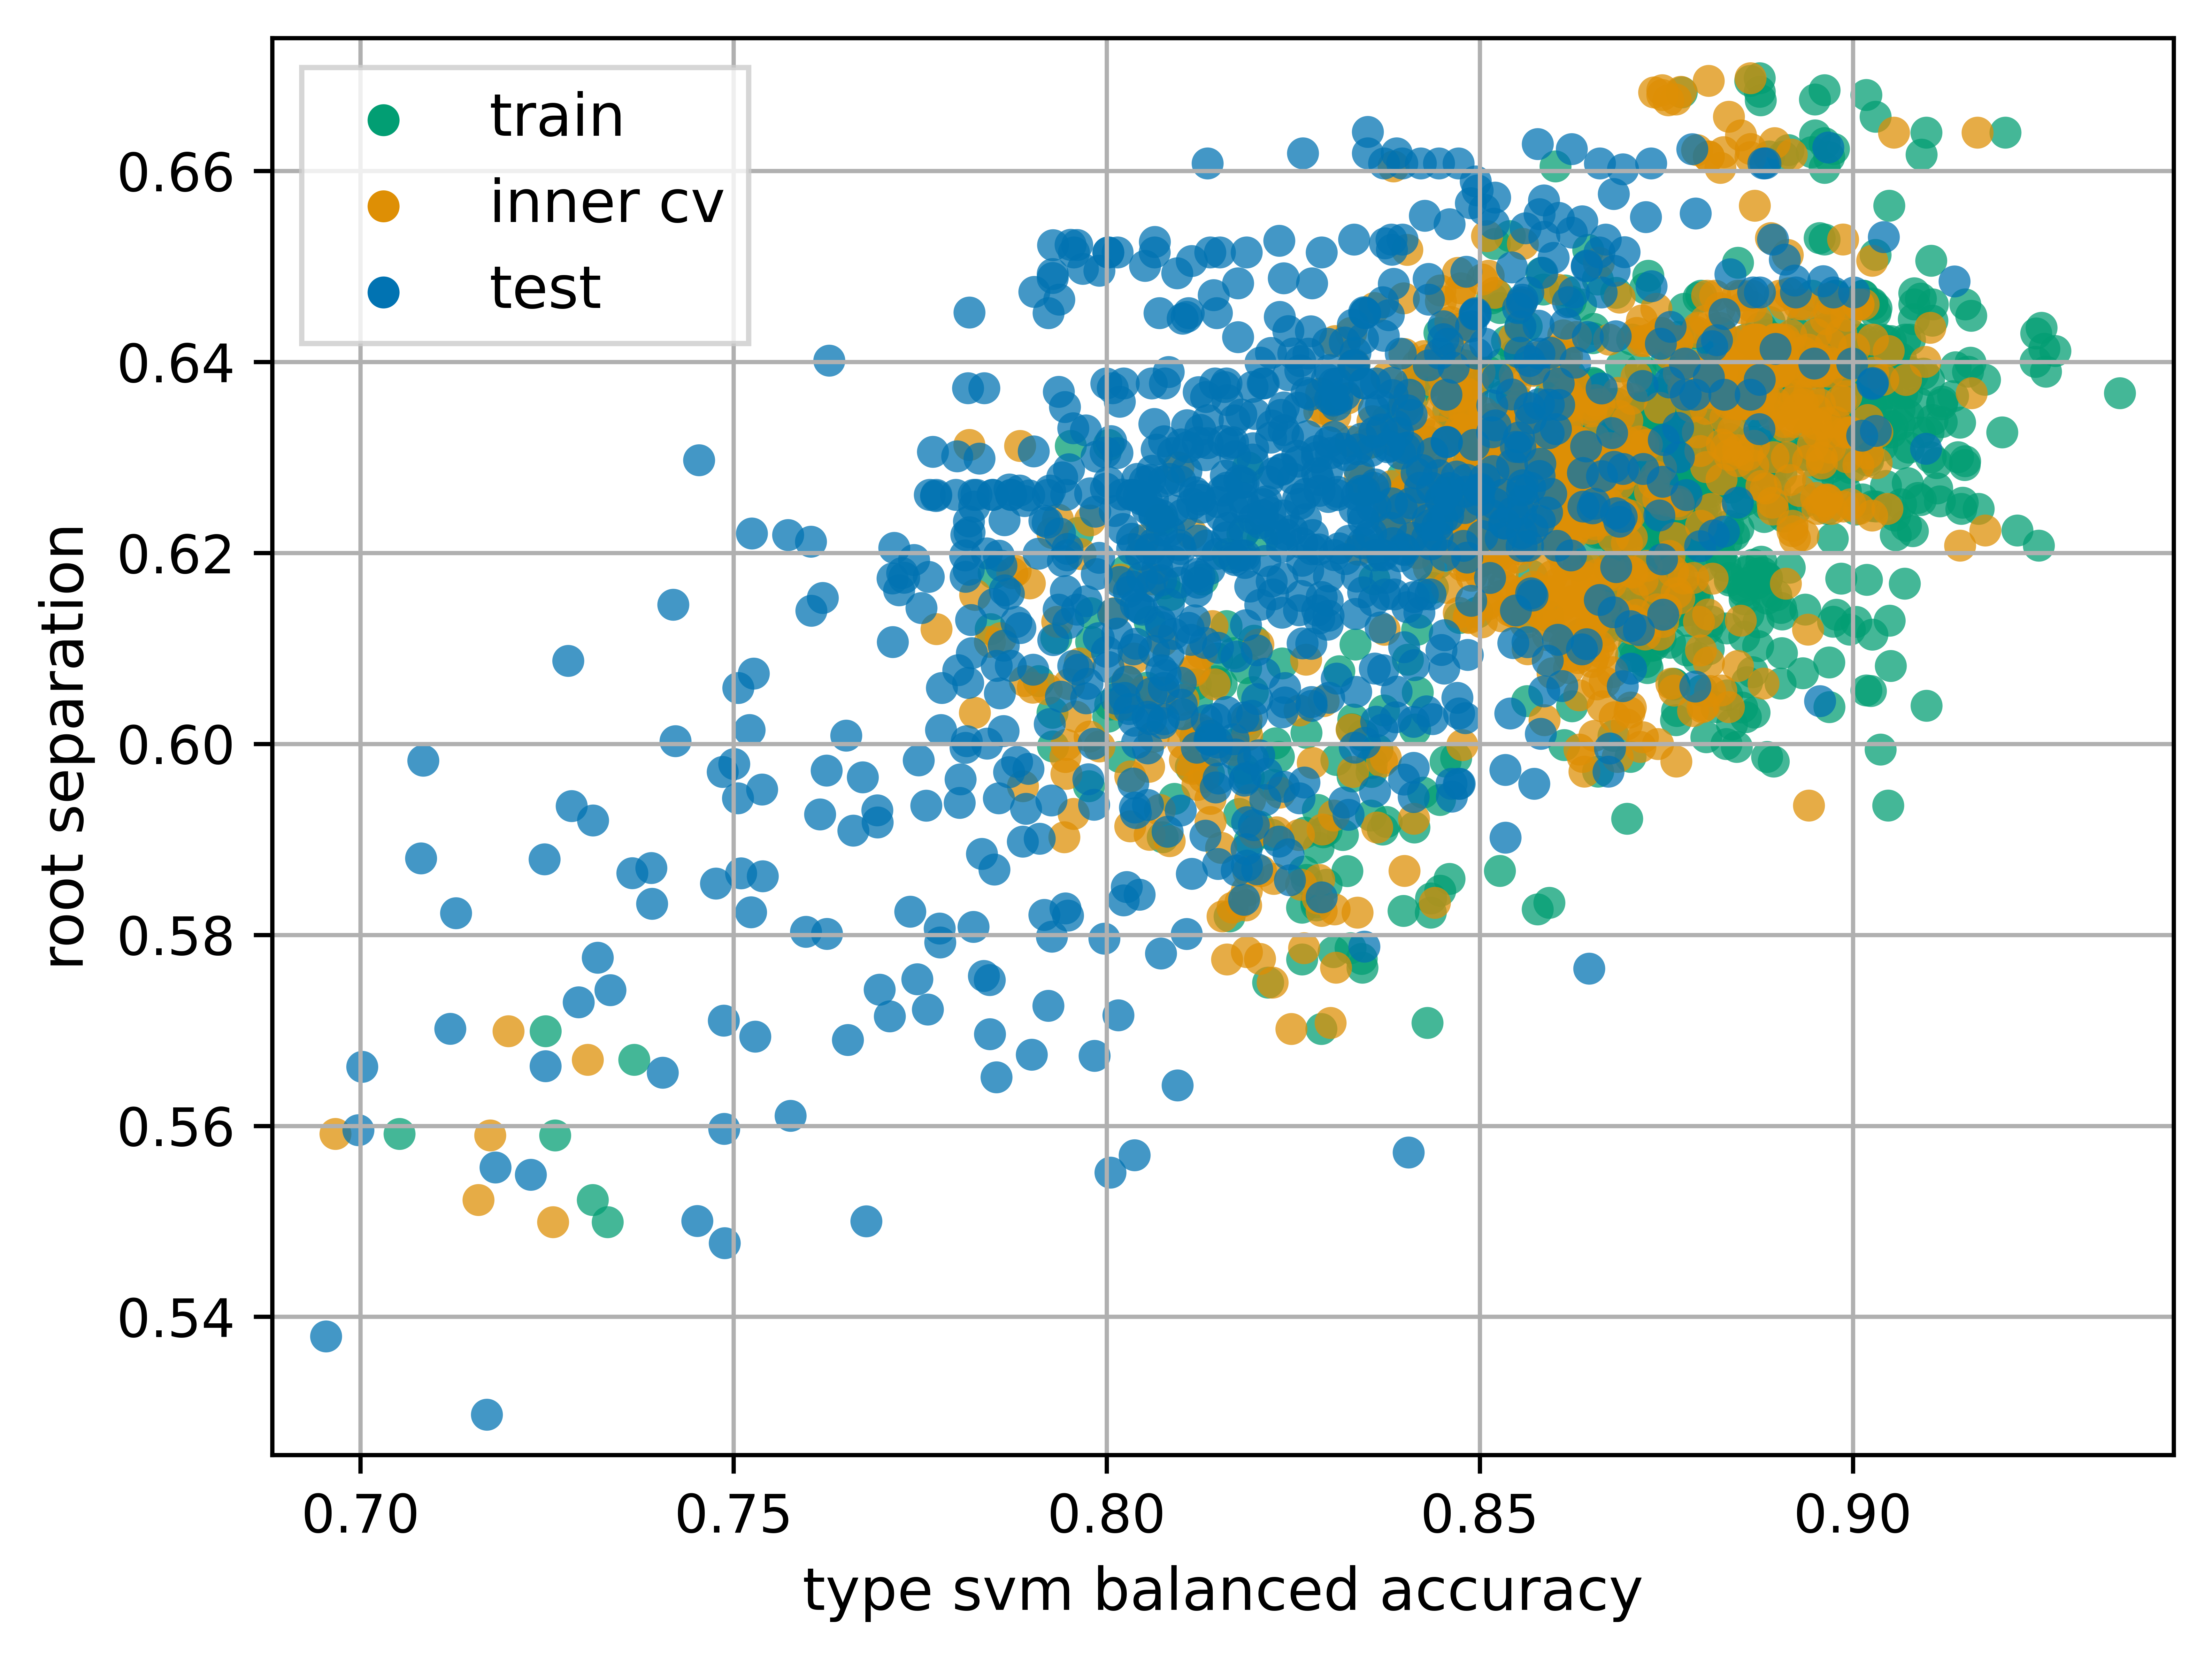 train
inner cv
test
0.66
0.64
0.62
0.60
0.58
0.56
0.54
root separation
0.70 0.75 0.80 0.85 0.90
type svm balanced accuracy